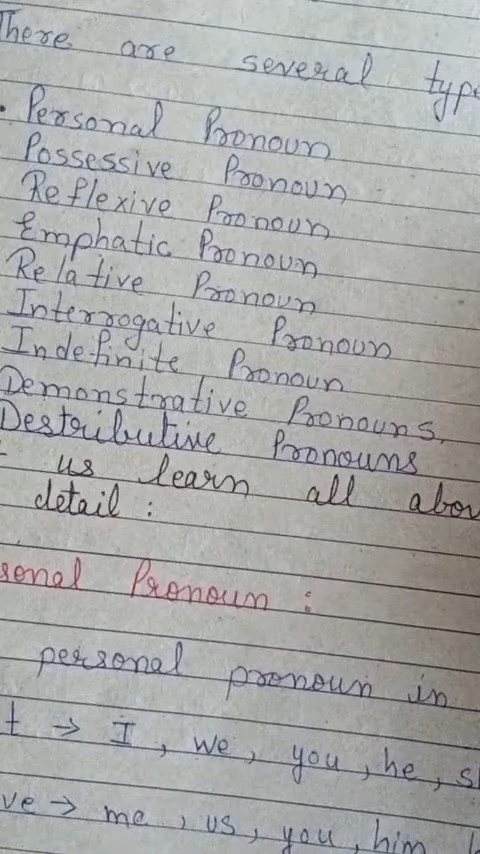 There are several type
• Personal Pronoun
Possessive Pronoun
Reflexive Pronoun
Emphatic Pronoun
Relative Pronoun
Interrogative Pronoun
Indefinite Pronoun
Demonstrative Pronouns.
Destributive Pronouns
us learn all abou
detail :
sonal Pronoun :
personal pronoun in
t → I, we, you, he, s
ve → me, us, you, him